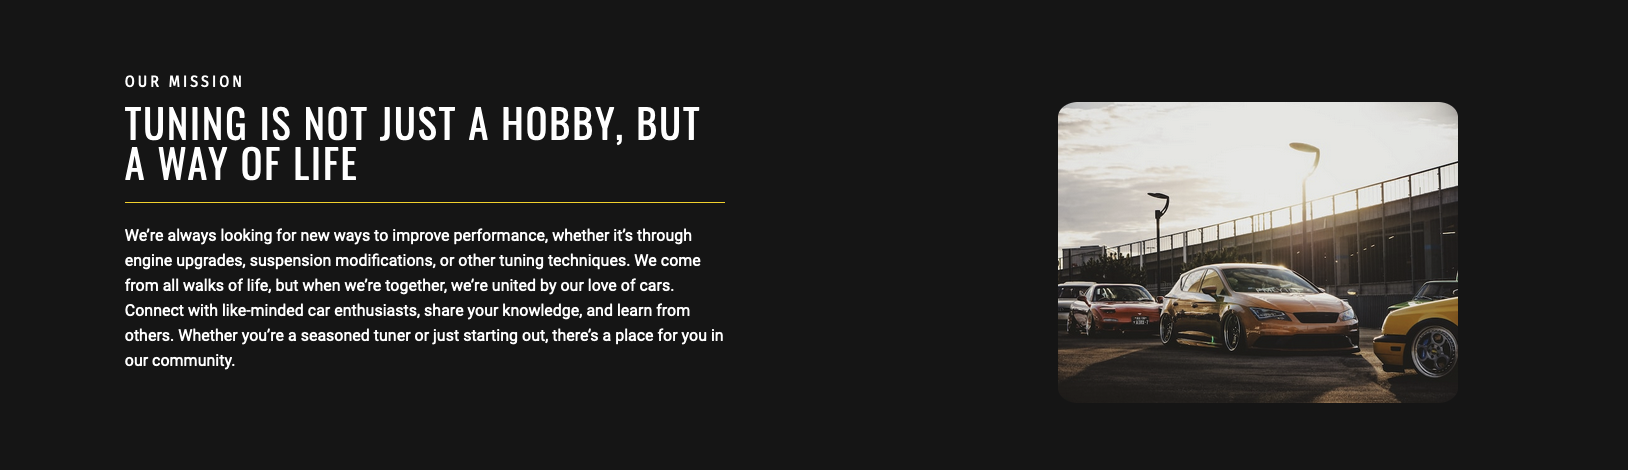 OUR MISSION
TUNING IS NOT JUST A HOBBY, BUT
A WAY OF LIFE
We’re always looking for new ways to improve performance, whether it’s through
engine upgrades, suspension modifications, or other tuning techniques. We come
from all walks of life, but when we’re together, we’re united by our love of cars.
Connect with like-minded car enthusiasts, share your knowledge, and learn from
others. Whether you’re a seasoned tuner or just starting out, there’s a place for you in
our community.